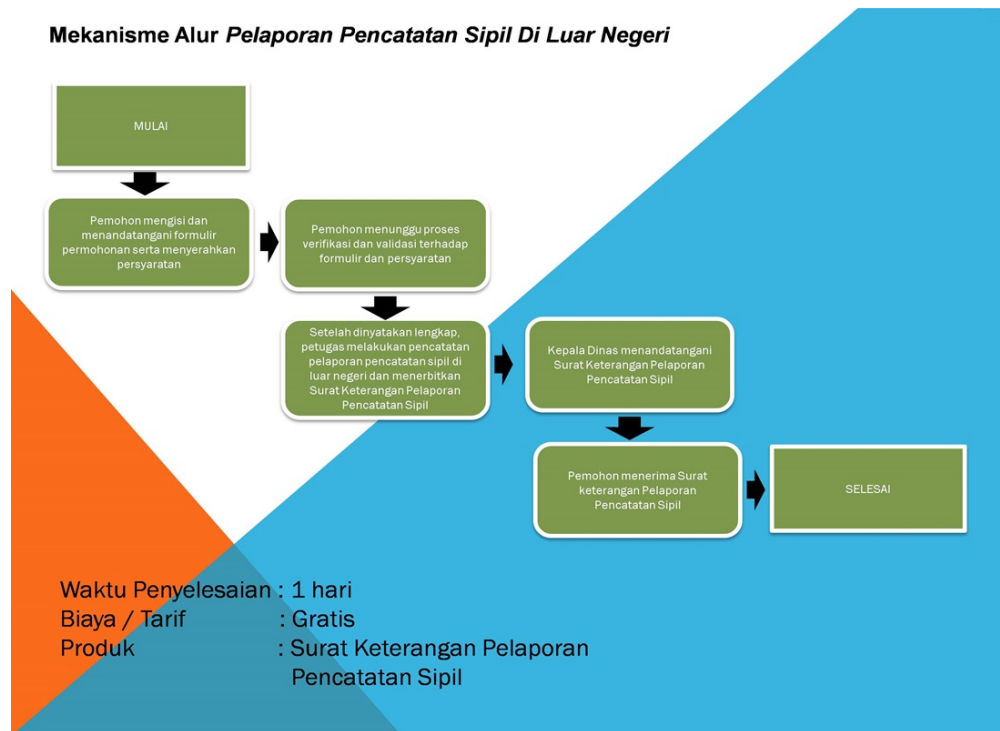 Mekanisme Alur Pelaporan Pencatatan Sipil Di Luar Negeri
MULAI
Pemohon mengisi dan
menandatangani formulir
permohonan serta menyerahkan
persyaratan
Pemohon menunggu proses
verifikasi dan validasi terhadap
formulir dan persyaratan
Setelah dinyatakan lengkap,
petugas melakukan pencatatan
pelaporan pencatatan sipil di
luar negeri dan menerbitkan
Surat Keterangan Pelaporan
Pencatatan Sipil
Kepala Dinas menandatangani
Surat Keterangan Pelaporan
Pencatatan Sipil
Pemohon menerima Surat
keterangan Pelaporan
Pencatatan Sipil
SELESAI
Waktu Penyelesaian : 1 hari
Biaya / Tarif : Gratis
Produk : Surat Keterangan Pelaporan
Pencatatan Sipil